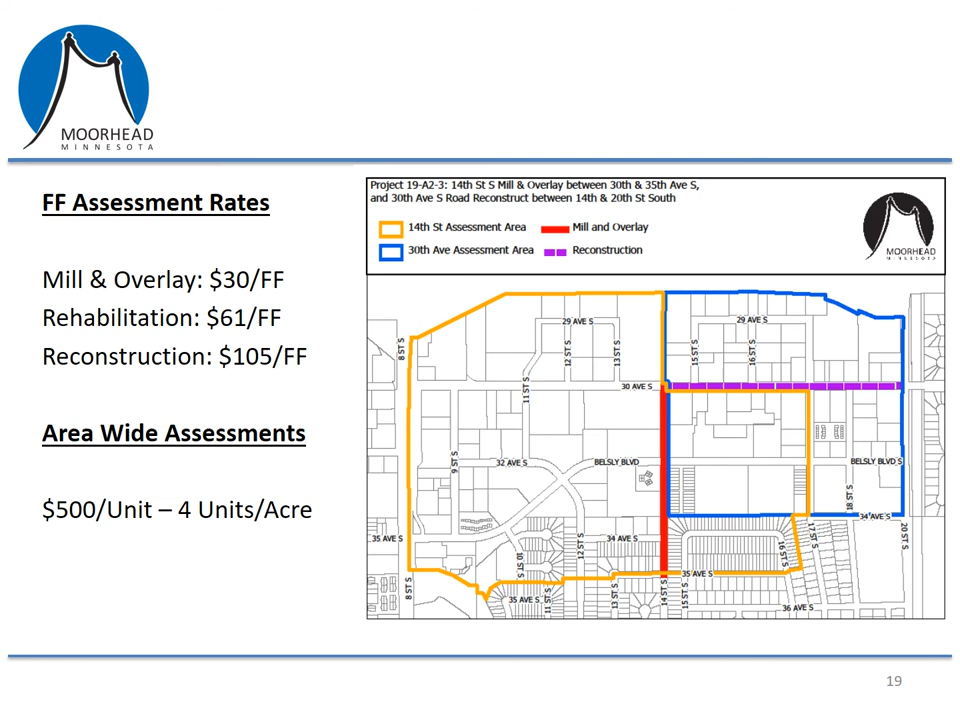 MOORHEAD
MINNESOTA
FF Assessment Rates
Mill & Overlay: $30/FF
Rehabilitation: $61/FF
Reconstruction: $105/FF
Area Wide Assessments
$500/Unit – 4 Units/Acre
Project 19-A2-3: 14th St S Mill & Overlay between 30th & 35th Ave S,
and 30th Ave S Road Reconstruct between 14th & 20th St South
14th St Assessment Area
Mill and Overlay
30th Ave Assessment Area
Reconstruction
MOORHEAD
MINNESOTA
29 AVE S
29 AVE S
8 ST S
12 ST S
13 ST S
15 ST S
16 ST S
30 AVE S
11 ST S
9 ST S
32 AVE S
BELSLY BLVD
BELSLY BLVD S
18 ST S
34 AVE S
35 AVE S
34 AVE S
12 ST S
10 ST S
16 ST S
17 ST S
20 ST S
35 AVE S
8 ST S
35 AVE S
11 ST S
13 ST S
14 ST S
15 ST S
36 AVE S
19